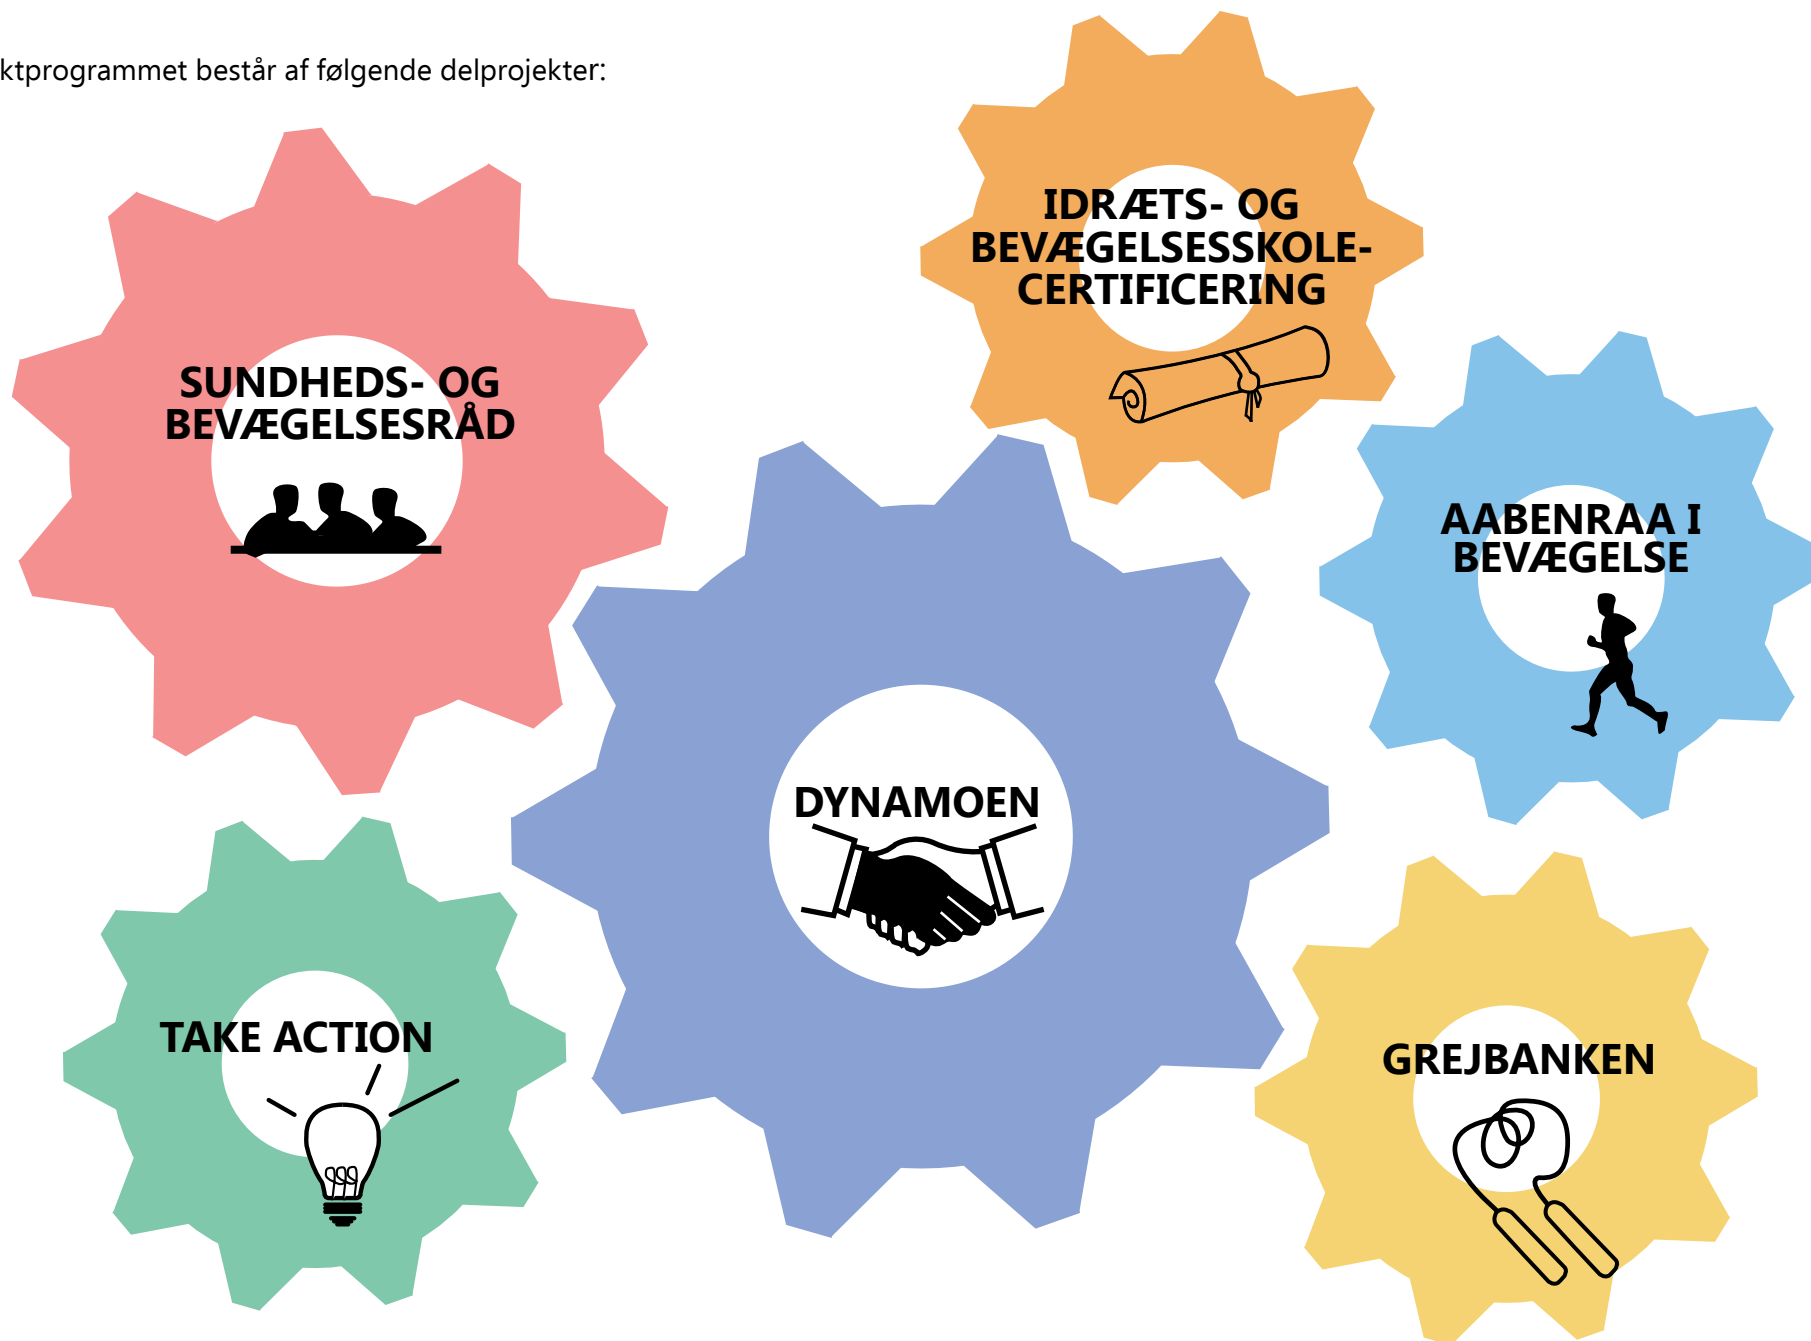 ktprogrammet består af følgende delprojekter:
IDRÆTS- OG
BEVÆGELSESSKOLE-
CERTIFICERING
SUNDHEDS- OG
BEVÆGELSESRÅD
AABENRAA I
BEVÆGELSE
DYNAMOEN
TAKE ACTION
GREJBANKEN